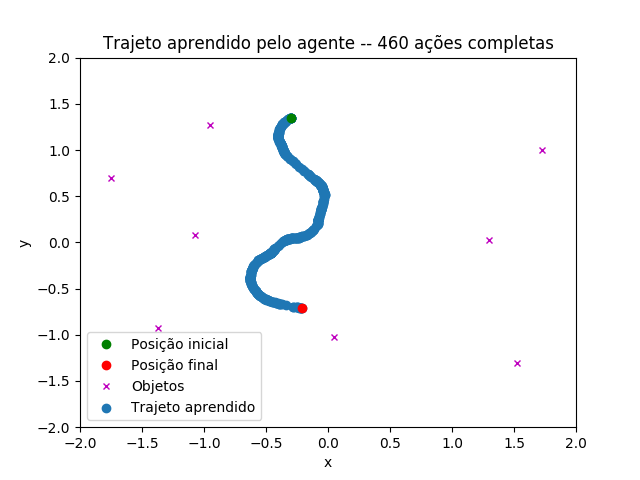 Trajeto aprendido pelo agente -- 460 ações completas
2.0
1.5
1.0
0.5
0.0
−0.5
−1.0
−1.5
−2.0
y
Posição inicial
Posição final
Objetos
Trajeto aprendido
−2.0 −1.5 −1.0 −0.5 0.0 0.5 1.0 1.5 2.0
x